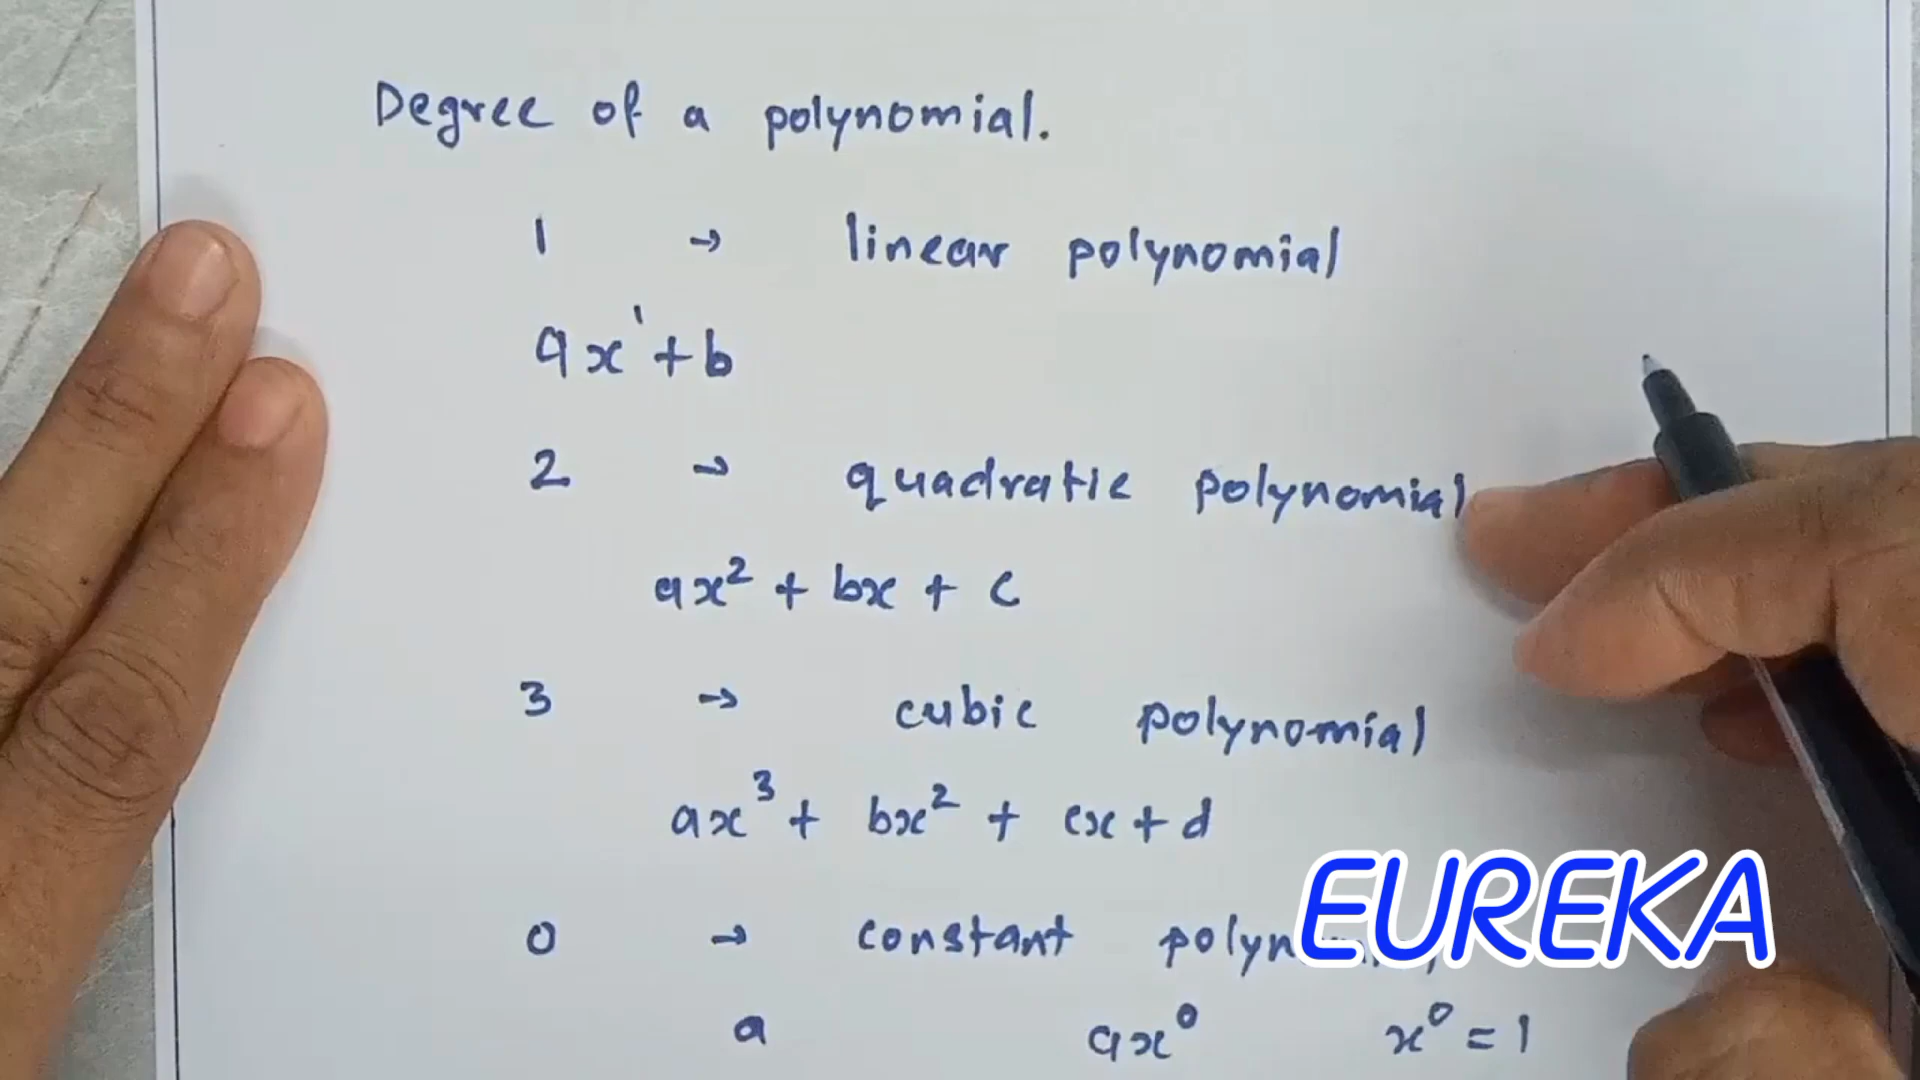 Degree of a polynomial.
1 → linear polynomial
ax¹ + b
2 → quadratic polynomial
ax² + bx + c
3 → cubic polynomial
ax³ + bx² + cx + d
0 → constant
EUREKA
a ax⁰ x⁰ = 1